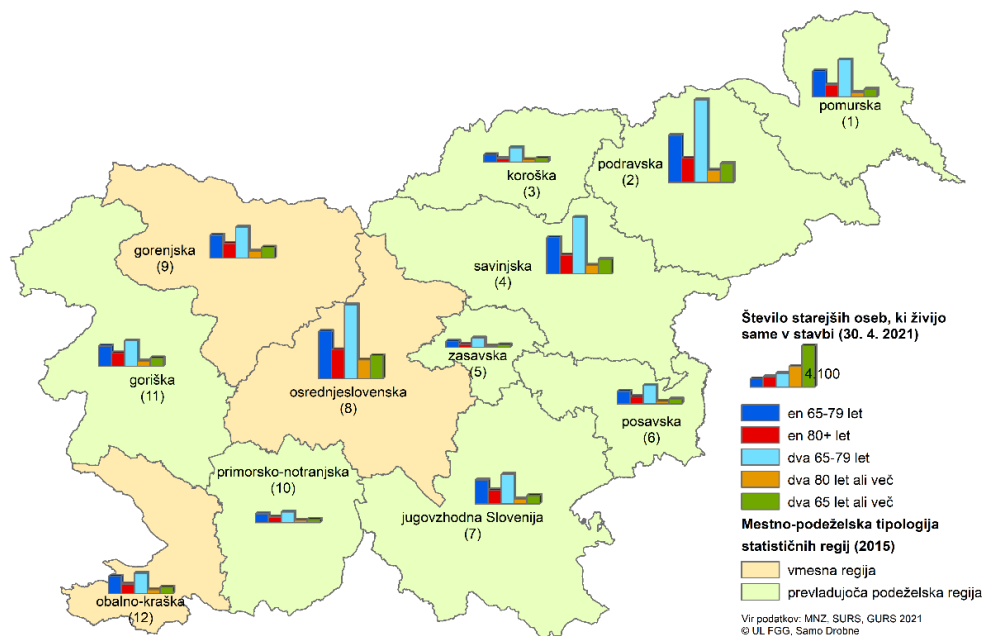 pomurska
(1)
podravska
(2)
koroška
(3)
gorenjska
(9)
savinjska
(4)
goriška
(11)
osrednjeslovenska
(8)
zasavska
(5)
posavska
(6)
primorsko-notranjska
(10)
jugovzhodna Slovenija
(7)
obalno-kraška
(12)
Število starejših oseb, ki živijo
same v stavbi (30. 4. 2021)
4.100
en 65-79 let
en 80+ let
dva 65-79 let
dva 80 let ali več
dva 65 let ali več
Mestno-podeželska tipologija
statističnih regij (2015)
vmesna regija
prevladujoča podeželska regija
Vir podatkov: MNZ. SURS, GURS 2021
© UL FGG, Samo Drobne